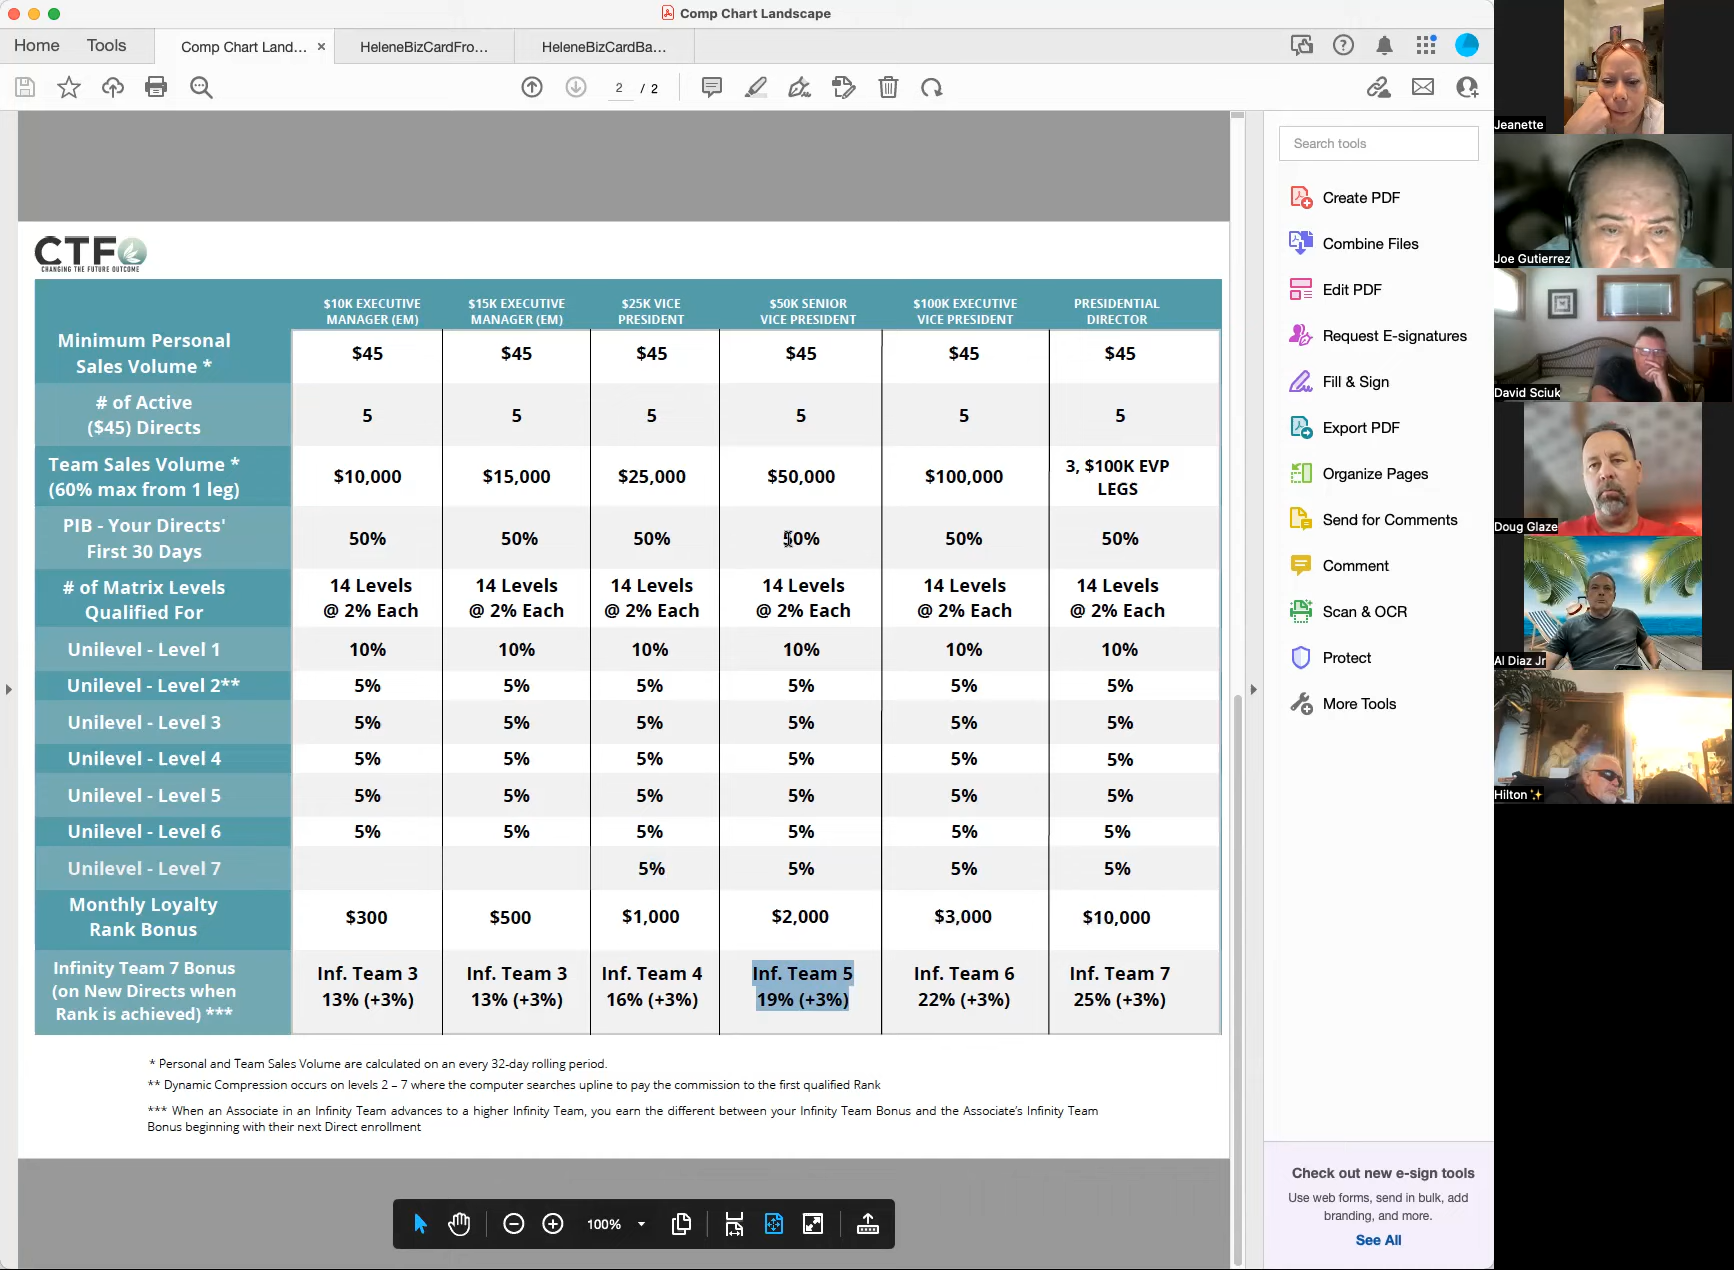 Comp Chart Landscape
Home
Tools
Comp Chart Land... ×
HeleneBizCardFro...
HeleneBizCardBa...
2 / 2
Jeanette
Joe Gutierrez
David Sciuk
Doug Glaze
Al Diaz Jr
Hilton ✨
Search tools
Create PDF
Combine Files
Edit PDF
Request E-signatures
Fill & Sign
Export PDF
Organize Pages
Send for Comments
Comment
Scan & OCR
Protect
More Tools
Check out new e-sign tools
Use web forms, send in bulk, add
branding, and more.
See All
CTFO
CHANGING THE FUTURE OUTCOME
$10K EXECUTIVE MANAGER (EM) $15K EXECUTIVE MANAGER (EM) $25K VICE PRESIDENT $50K SENIOR VICE PRESIDENT $100K EXECUTIVE VICE PRESIDENT PRESIDENTIAL DIRECTOR
Minimum Personal Sales Volume * $45 $45 $45 $45 $45 $45
# of Active ($45) Directs 5 5 5 5 5 5
Team Sales Volume * (60% max from 1 leg) $10,000 $15,000 $25,000 $50,000 $100,000 3, $100K EVP LEGS
PIB - Your Directs' First 30 Days 50% 50% 50% 50% 50% 50%
# of Matrix Levels Qualified For 14 Levels @ 2% Each 14 Levels @ 2% Each 14 Levels @ 2% Each 14 Levels @ 2% Each 14 Levels @ 2% Each 14 Levels @ 2% Each
Unilevel - Level 1 10% 10% 10% 10% 10% 10%
Unilevel - Level 2** 5% 5% 5% 5% 5% 5%
Unilevel - Level 3 5% 5% 5% 5% 5% 5%
Unilevel - Level 4 5% 5% 5% 5% 5% 5%
Unilevel - Level 5 5% 5% 5% 5% 5% 5%
Unilevel - Level 6 5% 5% 5% 5% 5% 5%
Unilevel - Level 7 5% 5% 5% 5%
Monthly Loyalty Rank Bonus $300 $500 $1,000 $2,000 $3,000 $10,000
Infinity Team 7 Bonus (on New Directs when Rank is achieved) *** Inf. Team 3 13% (+3%) Inf. Team 3 13% (+3%) Inf. Team 4 16% (+3%) Inf. Team 5 19% (+3%) Inf. Team 6 22% (+3%) Inf. Team 7 25% (+3%)
* Personal and Team Sales Volume are calculated on an every 32-day rolling period.
** Dynamic Compression occurs on levels 2 – 7 where the computer searches upline to pay the commission to the first qualified Rank
*** When an Associate in an Infinity Team advances to a higher Infinity Team, you earn the different between your Infinity Team Bonus and the Associate's Infinity Team
Bonus beginning with their next Direct enrollment
100%